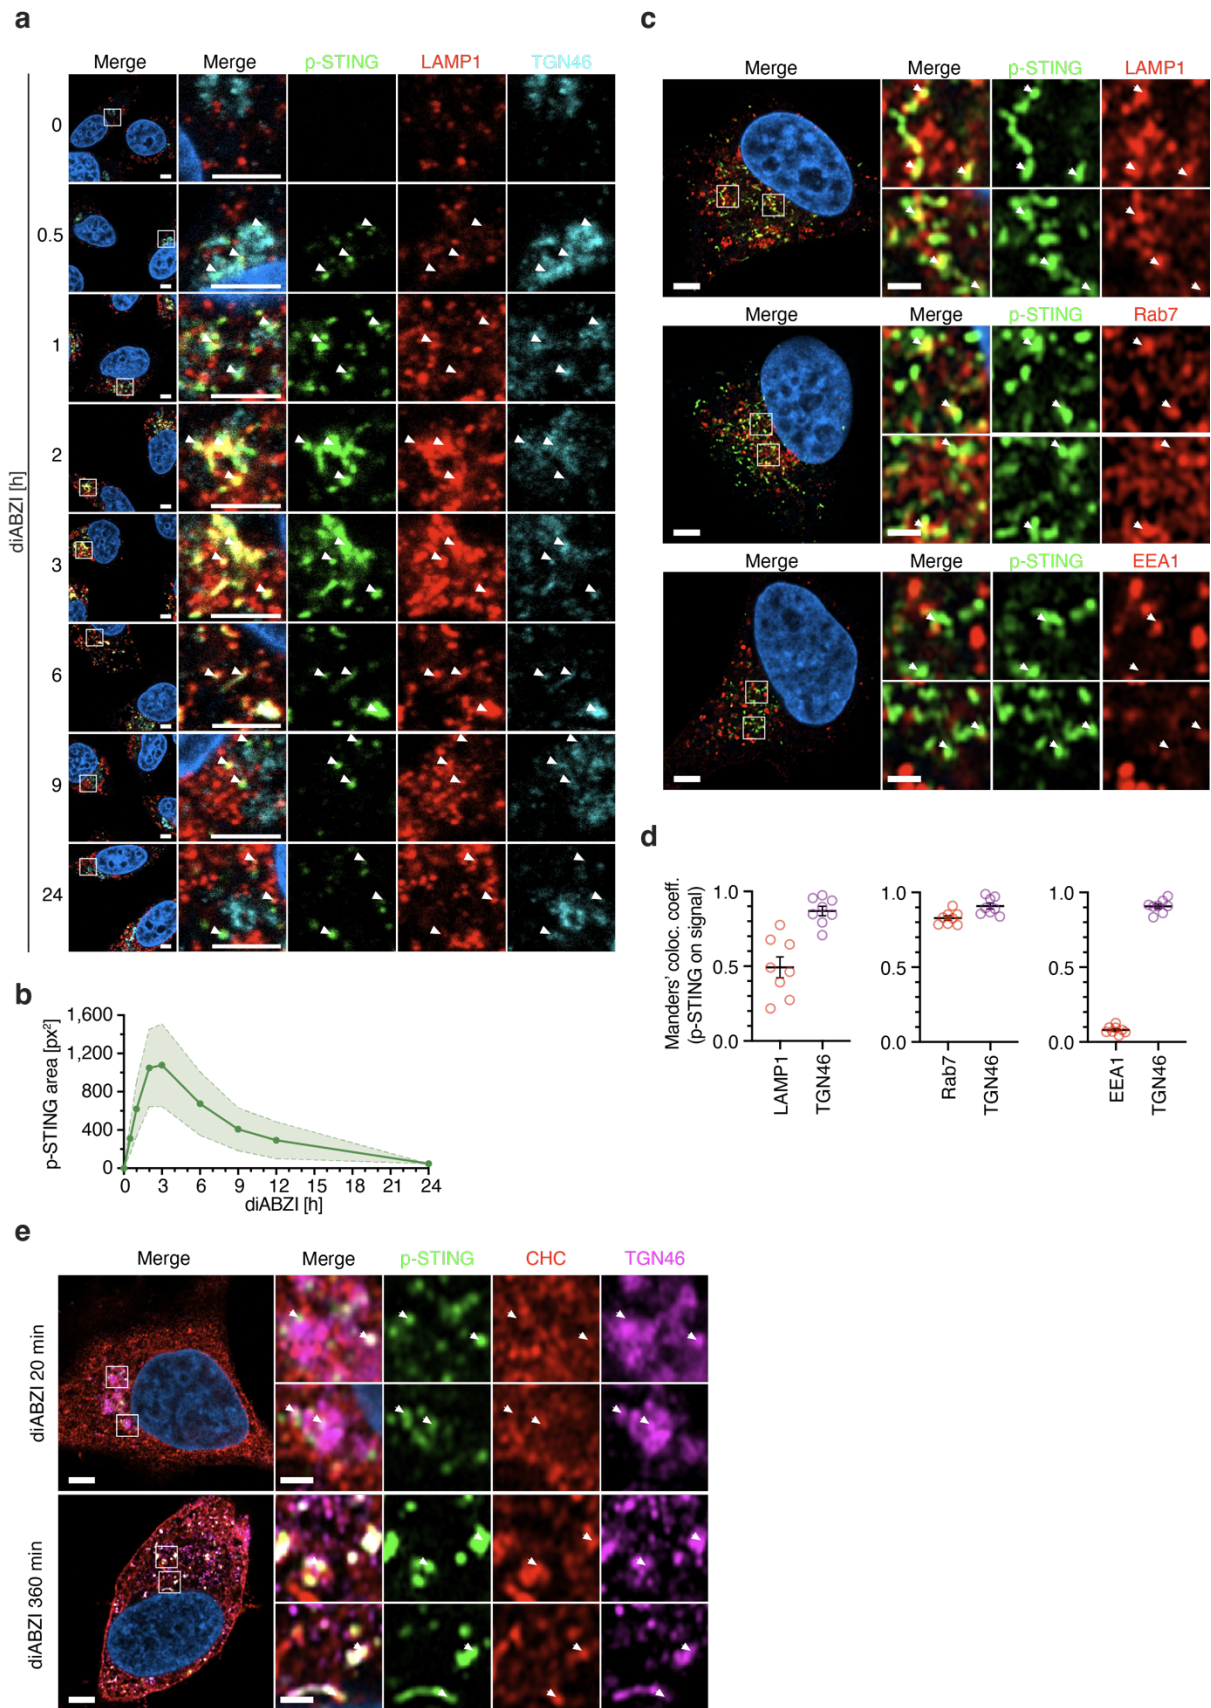 a
Merge Merge p-STING LAMP1 TGN46
diABZI [h]
0
0.5
1
2
3
6
9
24
b
p-STING area [px²]
1,600
1,200
800
400
0
0 3 6 9 12 15 18 21 24
diABZI [h]
c
Merge Merge p-STING LAMP1
Merge Merge p-STING Rab7
Merge Merge p-STING EEA1
d
Manders' coloc. coeff.
(p-STING on signal)
1.0
0.5
0.0
LAMP1
TGN46
1.0
0.5
0.0
Rab7
TGN46
1.0
0.5
0.0
EEA1
TGN46
e
Merge Merge p-STING CHC TGN46
diABZI 20 min
diABZI 360 min